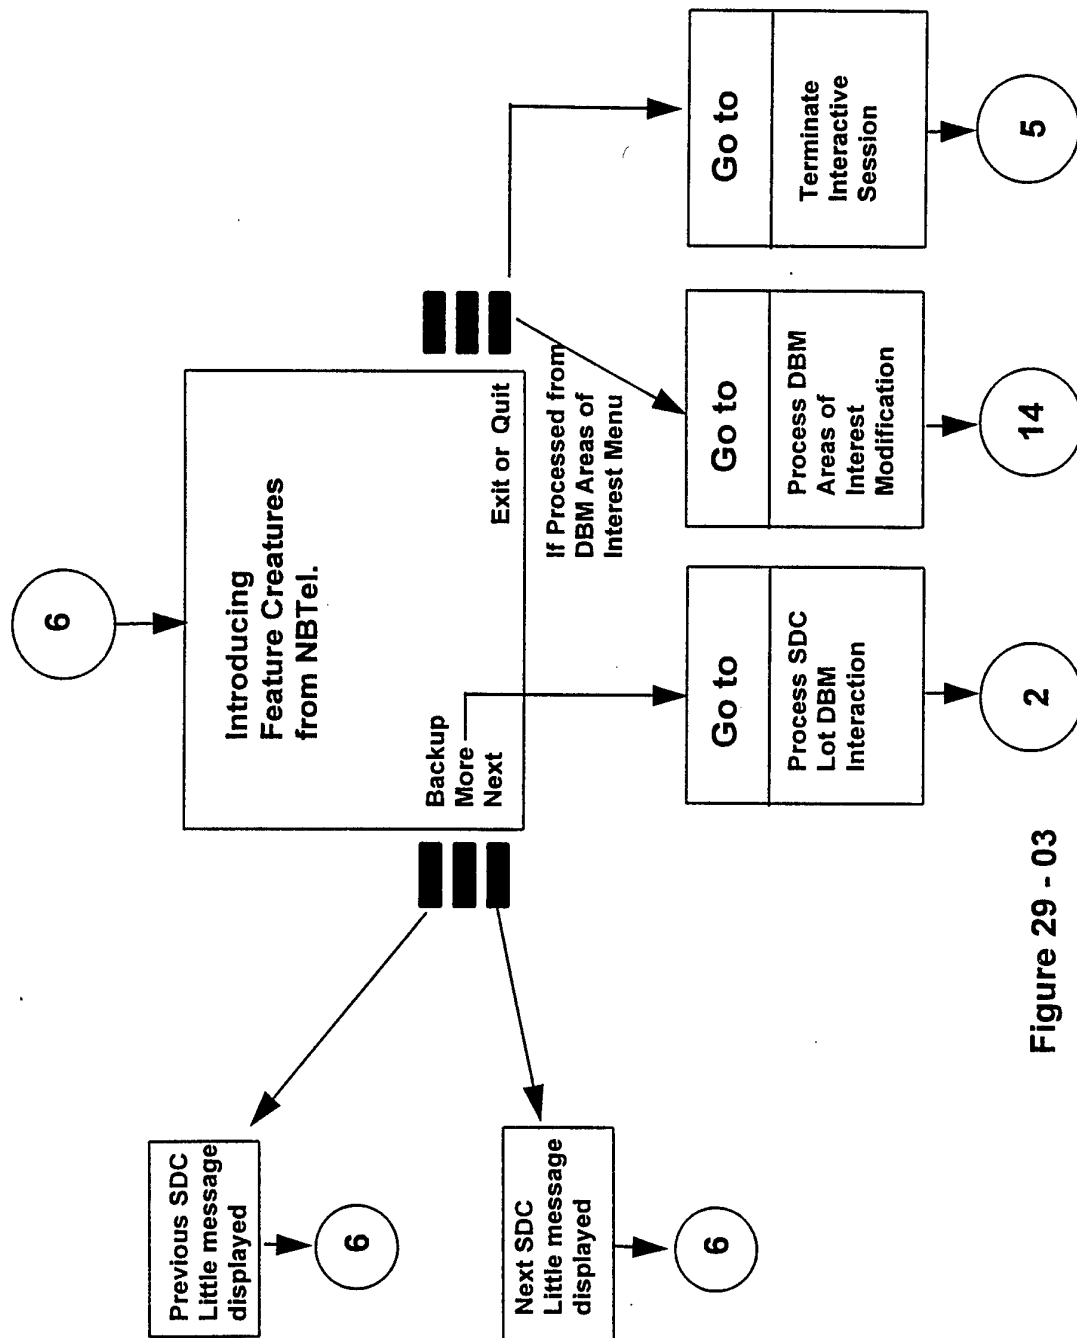 6
Introducing
Feature Creatures
from NBTel.
Backup
More
Next
Exit or Quit
Previous SDC
Little message
displayed
6
Next SDC
Little message
displayed
6
If Processed from
DBM Areas of
Interest Menu
Go to
Process SDC
Lot DBM
Interaction
2
Go to
Process DBM
Areas of
Interest
Modification
14
Go to
Terminate
Interactive
Session
5
Figure 29 - 03